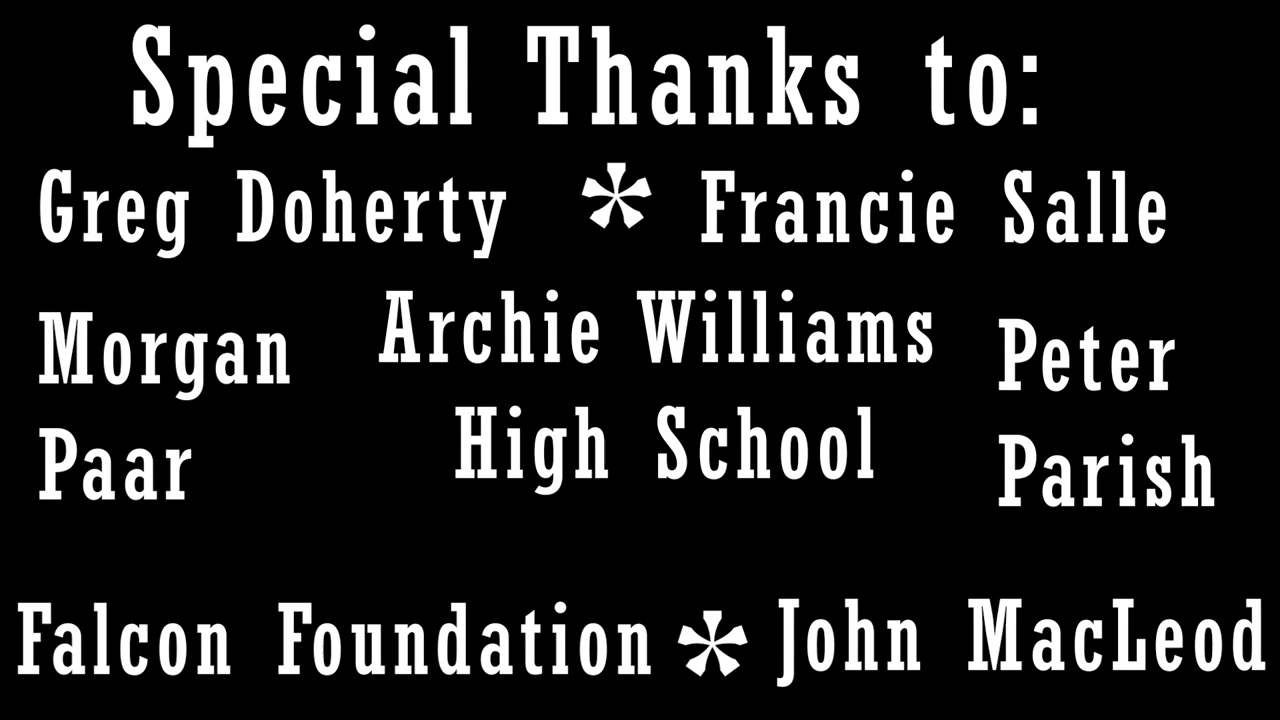 Special Thanks to:
Greg Doherty * Francie Salle
Morgan
Paar
Archie Williams
High School
Peter
Parish
Falcon Foundation * John MacLeod